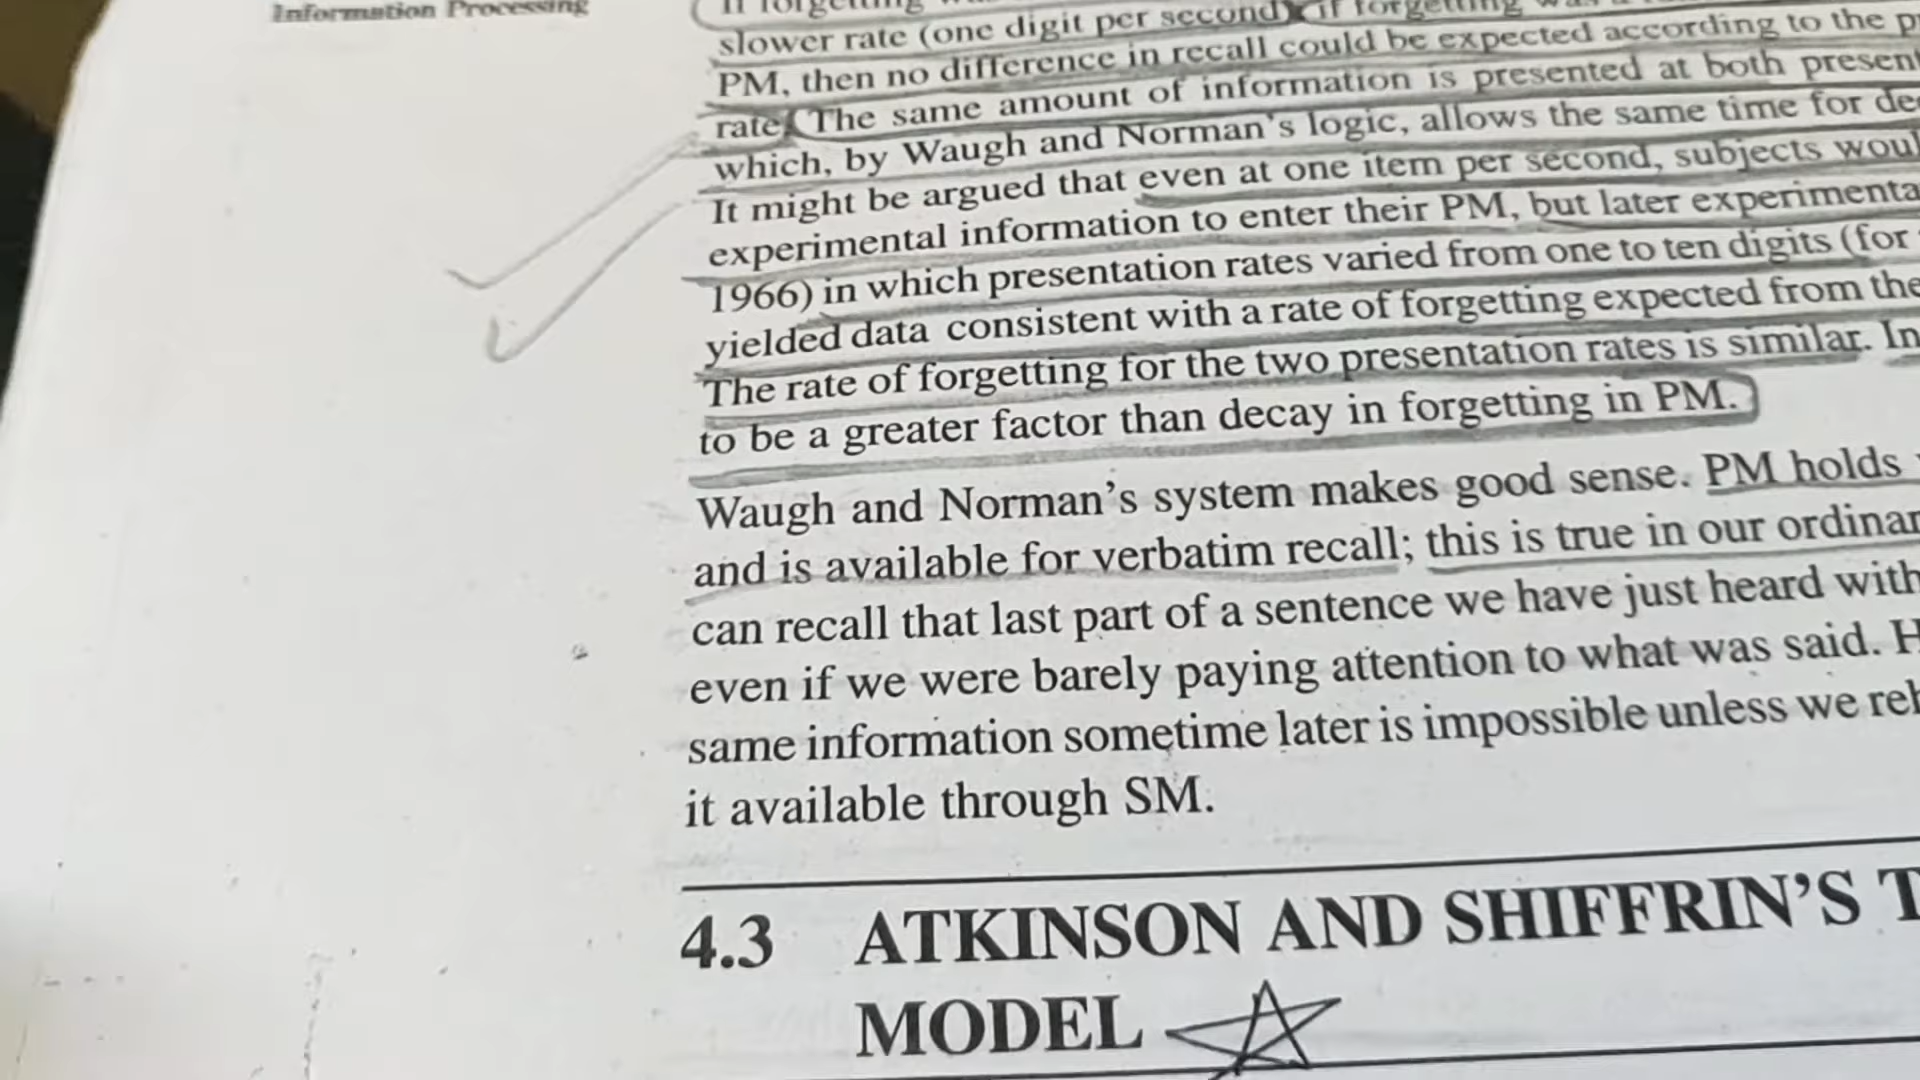 Information Processing
slower rate (one digit per second) if forgetting was a
PM, then no difference in recall could be expected according to the
rate. The same amount of information is presented at both present
which, by Waugh and Norman's logic, allows the same time for
It might be argued that even at one item per second, subjects woul
experimental information to enter their PM, but later experimenta
1966) in which presentation rates varied from one to ten digits (for
yielded data consistent with a rate of forgetting expected from the
The rate of forgetting for the two presentation rates is similar. In
to be a greater factor than decay in forgetting in PM.
Waugh and Norman's system makes good sense. PM holds
and is available for verbatim recall; this is true in our ordinar
can recall that last part of a sentence we have just heard with
even if we were barely paying attention to what was said. H
same information sometime later is impossible unless we reh
it available through SM.
4.3 ATKINSON AND SHIFFRIN'S T
MODEL